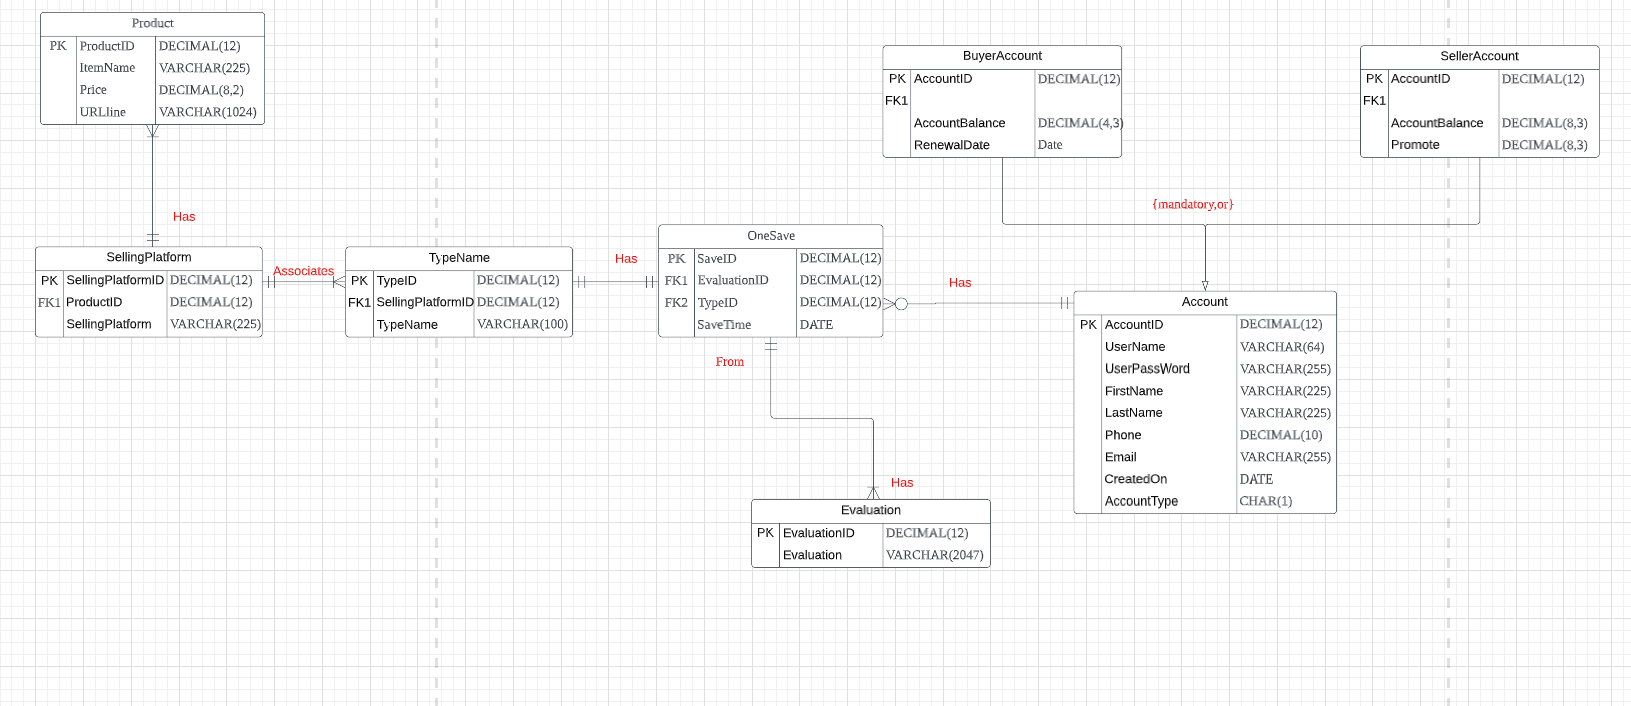 Product
PK ProductID DECIMAL(12)
ItemName VARCHAR(225)
Price DECIMAL(8,2)
URLline VARCHAR(1024)
Has
SellingPlatform
PK SellingPlatformID DECIMAL(12)
FK1 ProductID DECIMAL(12)
SellingPlatform VARCHAR(225)
Associates
TypeName
PK TypeID DECIMAL(12)
FK1 SellingPlatformID DECIMAL(12)
TypeName VARCHAR(100)
Has
OneSave
PK SaveID DECIMAL(12)
FK1 EvaluationID DECIMAL(12)
FK2 TypeID DECIMAL(12)
SaveTime DATE
From
Has
Evaluation
PK EvaluationID DECIMAL(12)
Evaluation VARCHAR(2047)
Has
BuyerAccount
PK AccountID DECIMAL(12)
FK1
AccountBalance DECIMAL(4,3)
RenewalDate Date
SellerAccount
PK AccountID DECIMAL(12)
FK1
AccountBalance DECIMAL(8,3)
Promote DECIMAL(8,3)
{mandatory,or}
Account
PK AccountID DECIMAL(12)
UserName VARCHAR(64)
UserPassWord VARCHAR(255)
FirstName VARCHAR(225)
LastName VARCHAR(225)
Phone DECIMAL(10)
Email VARCHAR(255)
CreatedOn DATE
AccountType CHAR(1)